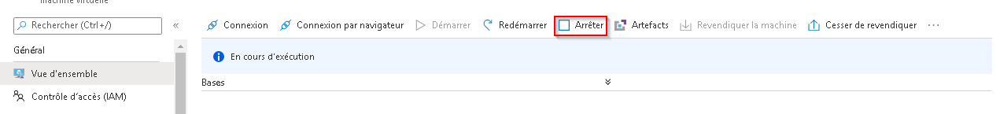 machine virtuelle
Rechercher (Ctrl+/)
«
Connexion
Connexion par navigateur
Démarrer
Redémarrer
Arrêter
Artefacts
Revendiquer la machine
Cesser de revendiquer
...
Général
En cours d'exécution
Vue d'ensemble
Bases
Contrôle d'accès (IAM)